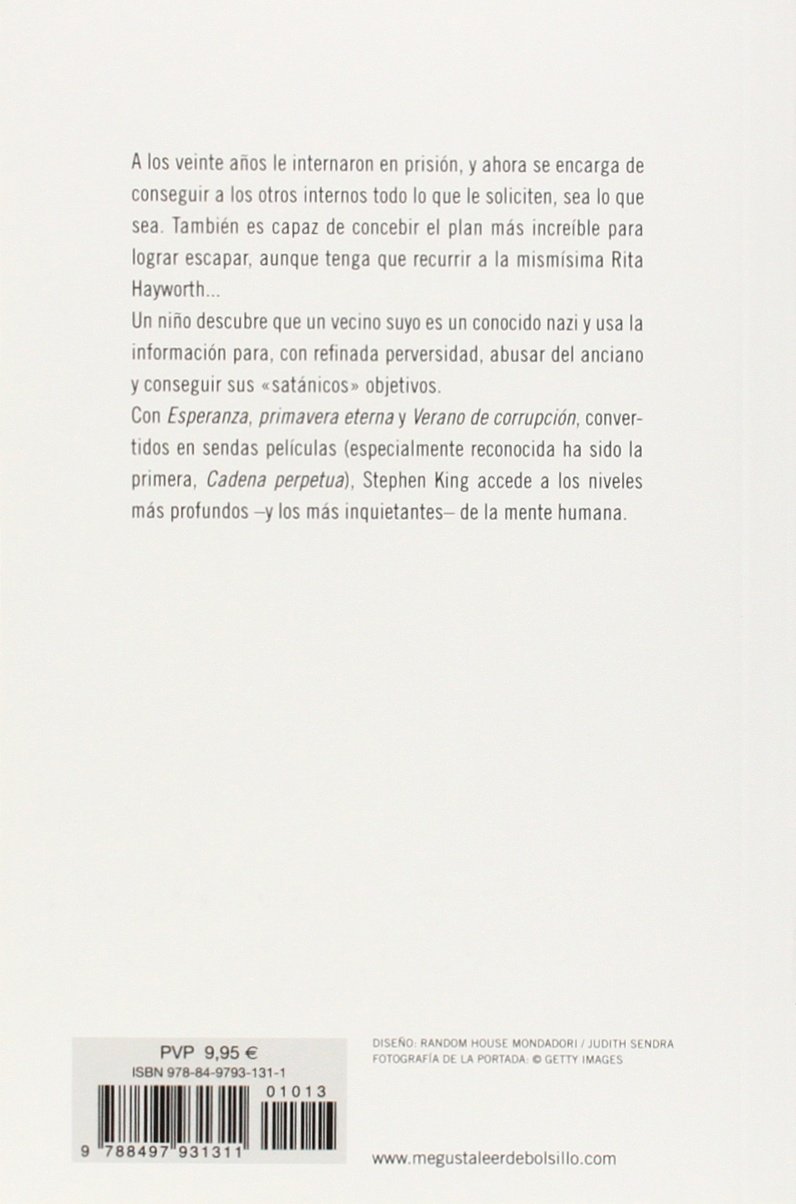 A los veinte años le internaron en prisión, y ahora se encarga de
conseguir a los otros internos todo lo que le soliciten, sea lo que
sea. También es capaz de concebir el plan más increíble para
lograr escapar, aunque tenga que recurrir a la mismísima Rita
Hayworth...
Un niño descubre que un vecino suyo es un conocido nazi y usa la
información para, con refinada perversidad, abusar del anciano
y conseguir sus «satánicos» objetivos.
Con Esperanza, primavera eterna y Verano de corrupción, conver-
tidos en sendas películas (especialmente reconocida ha sido la
primera, Cadena perpetua), Stephen King accede a los niveles
más profundos –y los más inquietantes– de la mente humana.
PVP 9,95 €
ISBN 978-84-9793-131-1
01013
9 788497 931311
DISEÑO: RANDOM HOUSE MONDADORI / JUDITH SENDRA
FOTOGRAFÍA DE LA PORTADA: © GETTY IMAGES
www.megustaleerdebolsillo.com